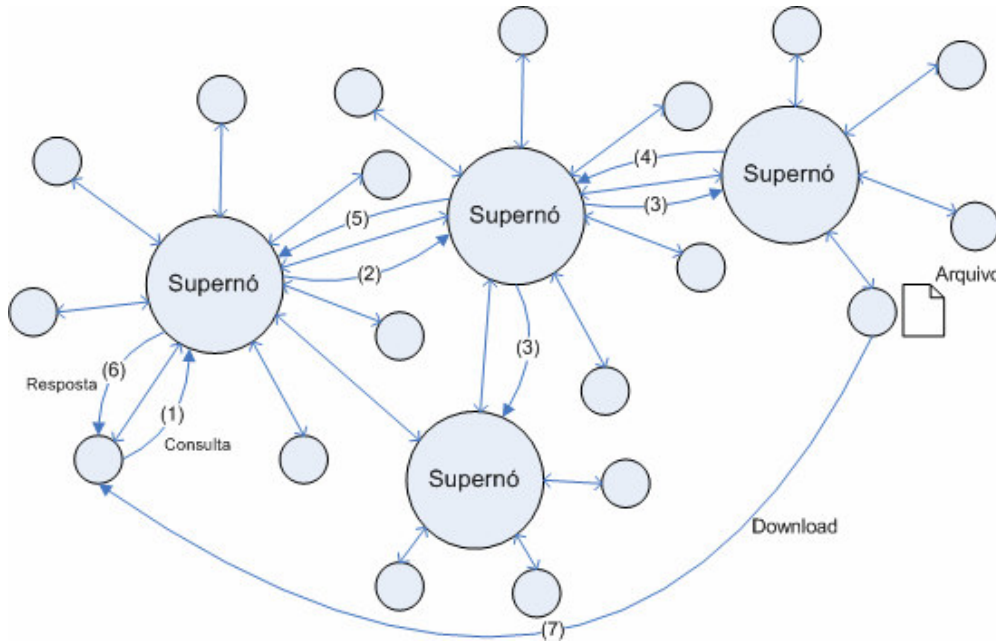 (4)
Supernó
(3)
(5)
Supernó
(2)
Supernó
Arquivo
(3)
(6)
Resposta
(1)
Consulta
Supernó
Download
(7)